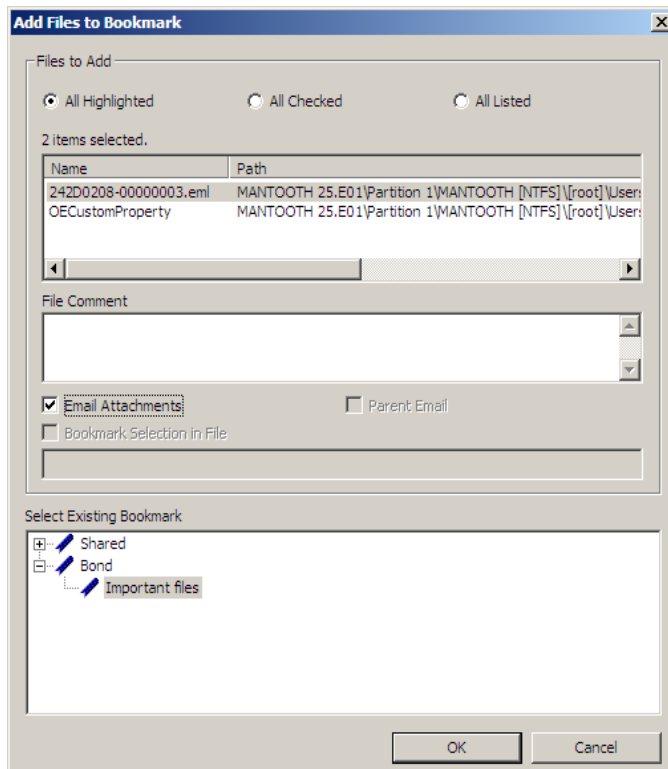 Add Files to Bookmark
Files to Add
All Highlighted All Checked All Listed
2 items selected.
Name Path
242D0208-00000003.eml MANTOOTH 25.E01\Partition 1\MANTOOTH [NTFS]\[root]\Users
OECustomProperty MANTOOTH 25.E01\Partition 1\MANTOOTH [NTFS]\[root]\Users
File Comment
Email Attachments Parent Email
Bookmark Selection in File
Select Existing Bookmark
Shared
Bond
Important files
OK Cancel